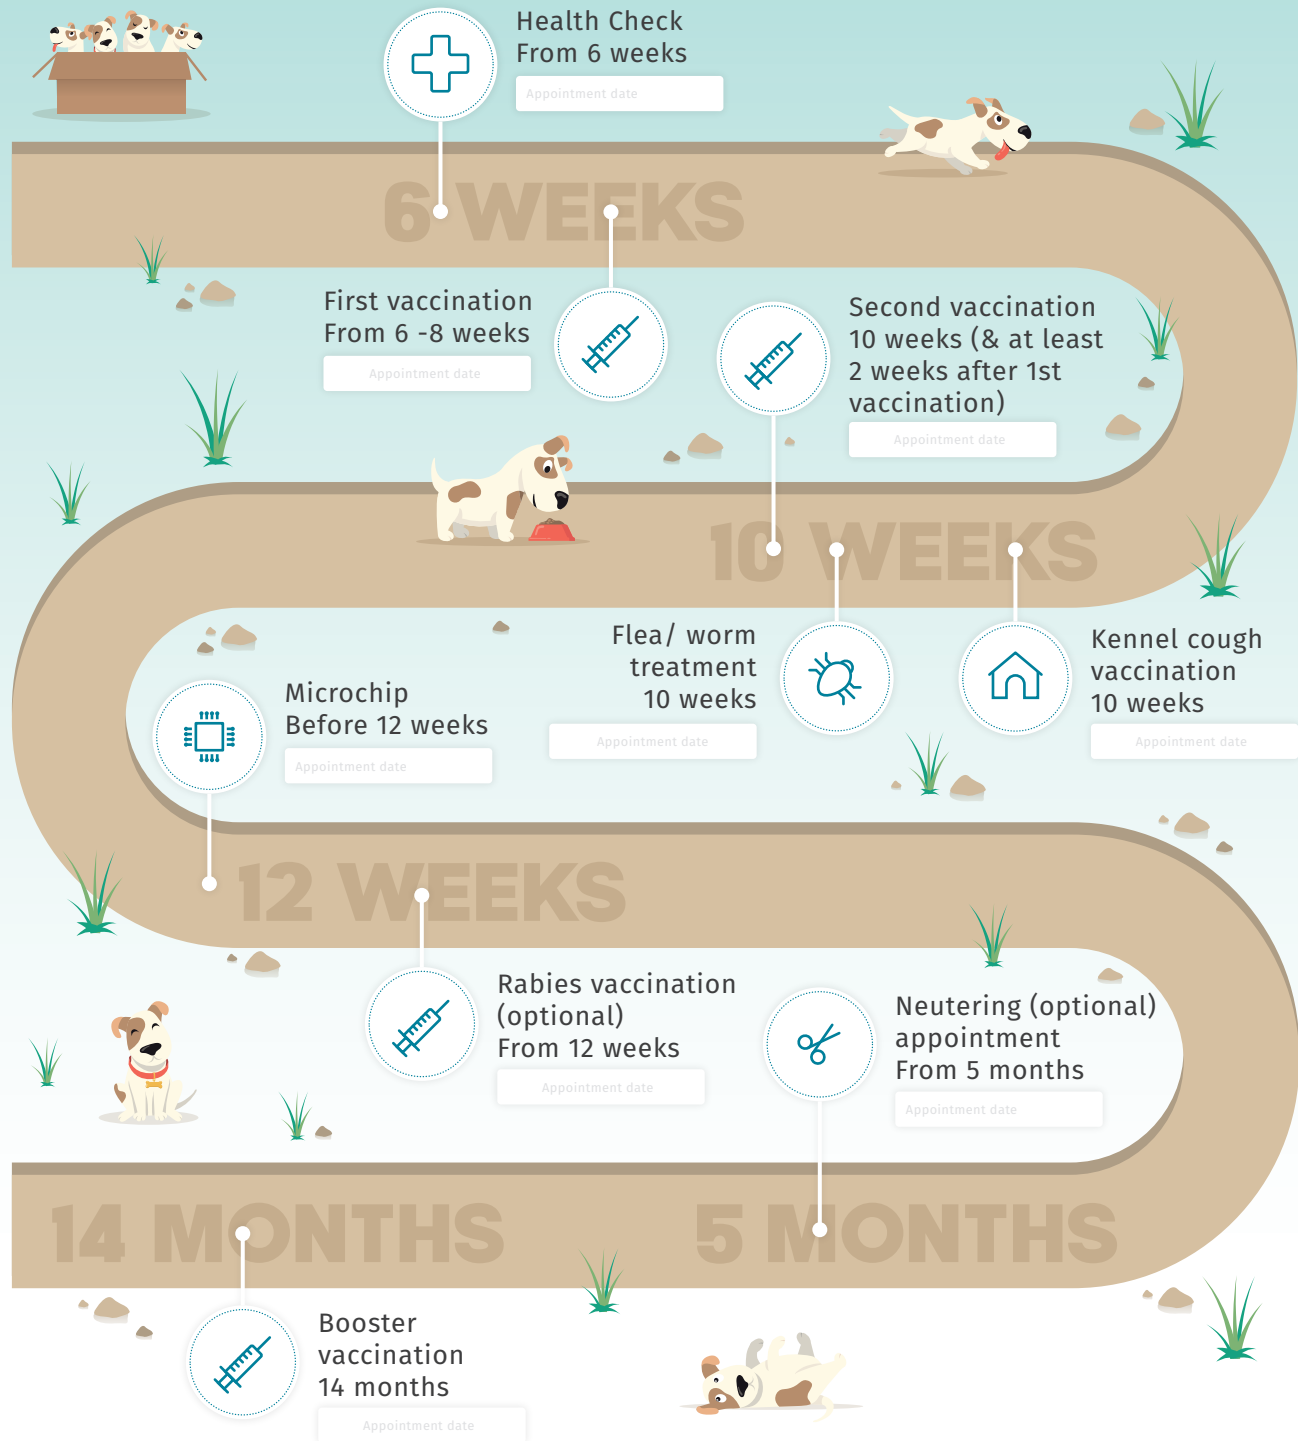 Health Check
From 6 weeks
Appointment date
6 WEEKS
First vaccination
From 6 -8 weeks
Appointment date
Second vaccination
10 weeks (& at least
2 weeks after 1st
vaccination)
Appointment date
10 WEEKS
Flea/ worm
treatment
10 weeks
Appointment date
Kennel cough
vaccination
10 weeks
Appointment date
Microchip
Before 12 weeks
Appointment date
12 WEEKS
Rabies vaccination
(optional)
From 12 weeks
Appointment date
Neutering (optional)
appointment
From 5 months
Appointment date
5 MONTHS
14 MONTHS
Booster
vaccination
14 months
Appointment date